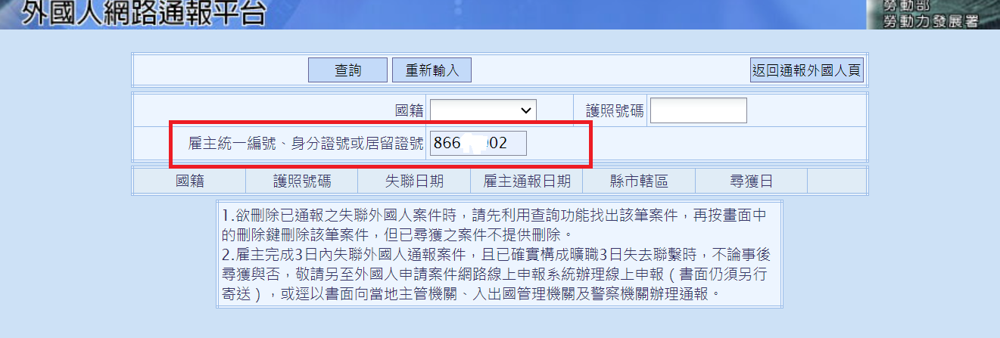 外國人網路通報平台
勞動部
勞動力發展署
查詢 重新輸入 返回通報外國人頁
國籍 護照號碼
雇主統一編號、身分證號或居留證號 866 02
國籍 護照號碼 失聯日期 雇主通報日期 縣市轄區 尋獲日
1.欲刪除已通報之失聯外國人案件時，請先利用查詢功能找出該筆案件，再按畫面中
的刪除鍵刪除該筆案件，但已尋獲之案件不提供刪除。
2.雇主完成3日內失聯外國人通報案件，且已確實構成曠職3日失去聯繫時，不論事後
尋獲與否，敬請另至外國人申請案件網路線上申報系統辦理線上申報（書面仍須另行
寄送），或逕以書面向當地主管機關、入出國管理機關及警察機關辦理通報。